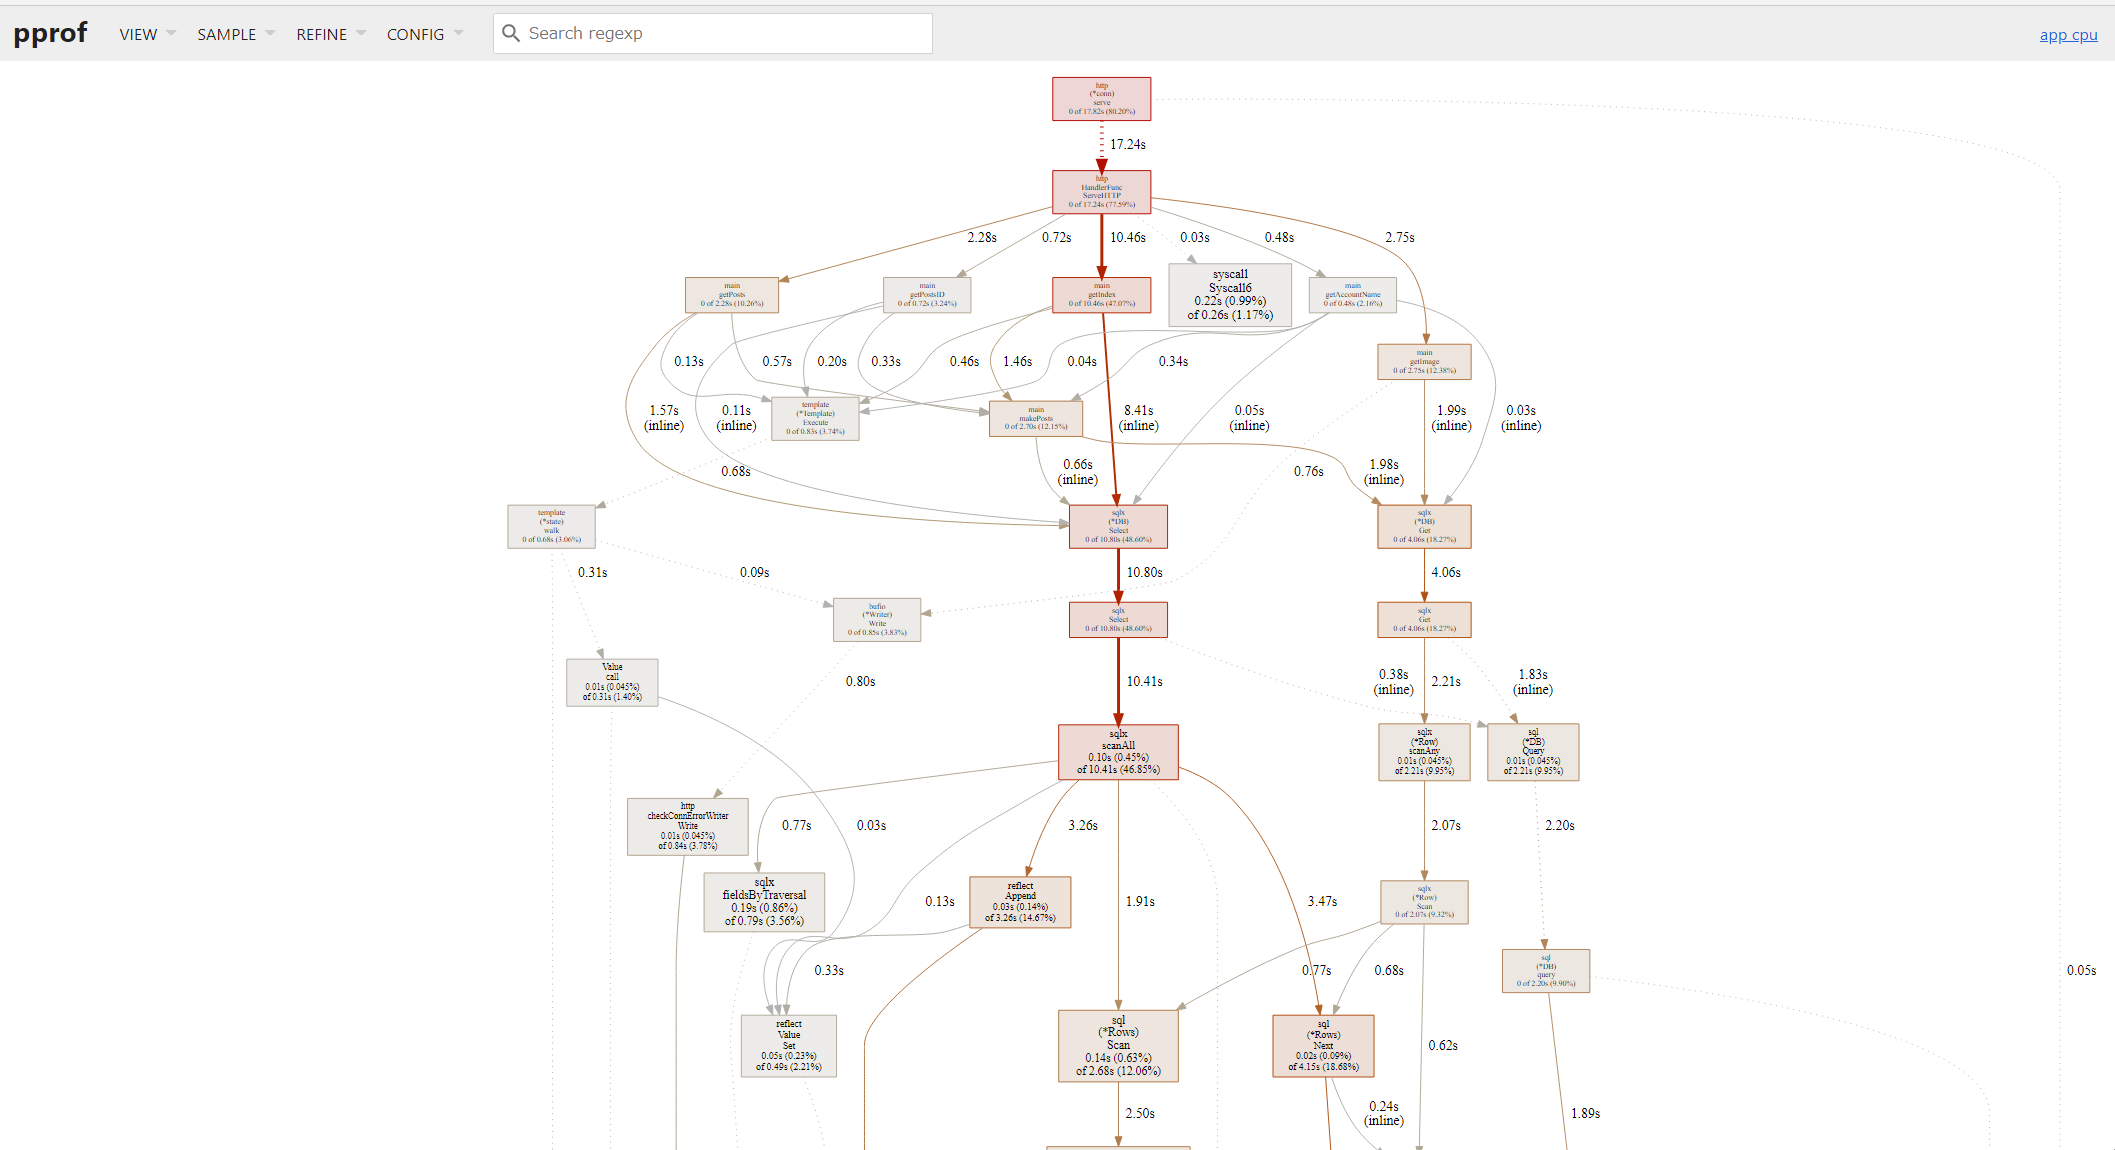 pprof
VIEW
SAMPLE
REFINE
CONFIG
Search regexp
app cpu
http
(*conn)
serve
0 of 17.82s (80.20%)
17.24s
http
HandlerFunc
ServeHTTP
0 of 17.24s (77.59%)
2.28s
0.72s
10.46s
0.03s
0.48s
2.75s
main
getPosts
0 of 2.28s (10.26%)
main
getPostsID
0 of 0.72s (3.24%)
main
getIndex
0 of 10.46s (47.07%)
syscall
Syscall6
0.22s (0.99%)
of 0.26s (1.17%)
main
getAccountName
0 of 0.48s (2.16%)
main
getImage
0 of 2.75s (12.38%)
0.13s
0.57s
0.20s
0.33s
0.46s
1.46s
0.04s
0.34s
template
(*Template)
Execute
0 of 0.83s (3.74%)
main
makePosts
0 of 2.70s (12.15%)
1.57s
(inline)
0.11s
(inline)
8.41s
(inline)
0.05s
(inline)
1.99s
(inline)
0.03s
(inline)
0.68s
0.66s
(inline)
0.76s
1.98s
(inline)
template
(*state)
walk
0 of 0.68s (3.06%)
sqlx
(*DB)
Select
0 of 10.80s (48.60%)
sqlx
(*DB)
Get
0 of 4.06s (18.27%)
0.31s
0.09s
10.80s
4.06s
bufio
(*Writer)
Write
0 of 0.85s (3.83%)
sqlx
Select
0 of 10.80s (48.60%)
sqlx
Get
0 of 4.06s (18.27%)
Value
call
0.01s (0.045%)
of 0.31s (1.40%)
0.80s
10.41s
0.38s
(inline)
2.21s
1.83s
(inline)
sqlx
scanAll
0.10s (0.45%)
of 10.41s (46.85%)
sqlx
(*Row)
scanAny
0.01s (0.045%)
of 2.21s (9.95%)
sql
(*DB)
Query
0.01s (0.045%)
of 2.21s (9.95%)
http
checkConnErrorWriter
Write
0.01s (0.045%)
of 0.84s (3.78%)
0.77s
0.03s
3.26s
2.07s
2.20s
sqlx
fieldsByTraversal
0.19s (0.86%)
of 0.79s (3.56%)
reflect
Append
0.03s (0.14%)
of 3.26s (14.67%)
0.13s
1.91s
3.47s
sqlx
(*Row)
Scan
0 of 2.07s (9.32%)
0.33s
0.77s
0.68s
sql
(*DB)
query
0 of 2.20s (9.90%)
0.05s
reflect
Value
Set
0.05s (0.23%)
of 0.49s (2.21%)
sql
(*Rows)
Scan
0.14s (0.63%)
of 2.68s (12.06%)
sql
(*Rows)
Next
0.02s (0.09%)
of 4.15s (18.68%)
0.62s
2.50s
0.24s
(inline)
1.89s